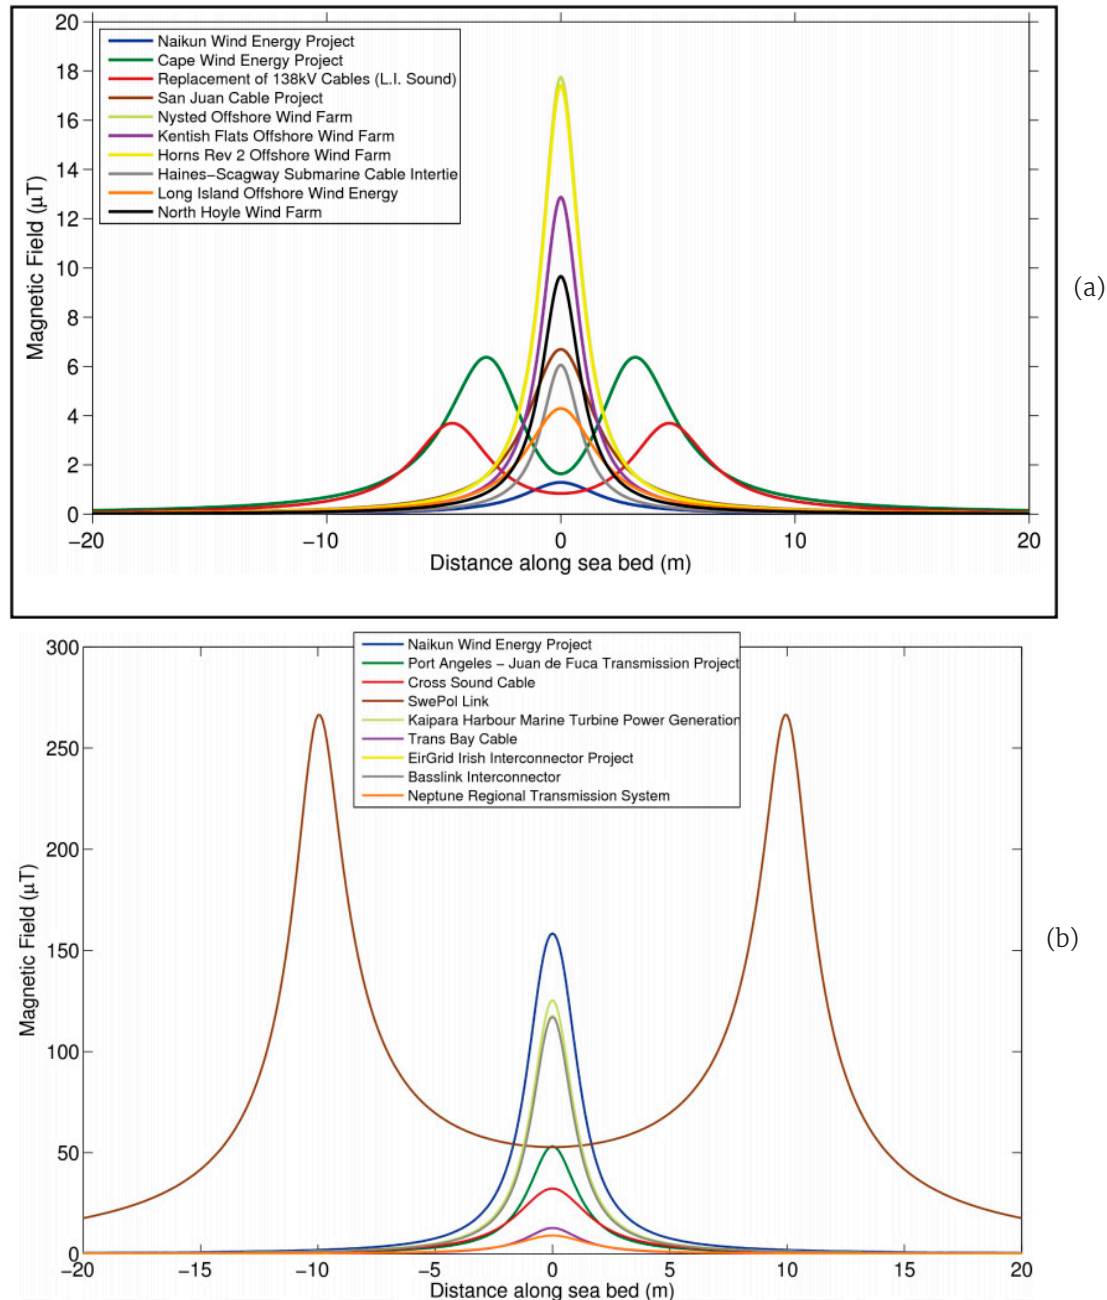 20
18
16
14
12
10
8
6
4
2
0
Magnetic Field (μT)
Naikun Wind Energy Project
Cape Wind Energy Project
Replacement of 138kV Cables (L.I. Sound)
San Juan Cable Project
Nysted Offshore Wind Farm
Kentish Flats Offshore Wind Farm
Horns Rev 2 Offshore Wind Farm
Haines−Scagway Submarine Cable Intertie
Long Island Offshore Wind Energy
North Hoyle Wind Farm
(a)
−20 −10 0 10 20
Distance along sea bed (m)
300
250
200
150
100
50
0
Magnetic Field (μT)
Naikun Wind Energy Project
Port Angeles − Juan de Fuca Transmission Project
Cross Sound Cable
SwePol Link
Kaipara Harbour Marine Turbine Power Generation
Trans Bay Cable
EirGrid Irish Interconnector Project
Basslink Interconnector
Neptune Regional Transmission System
(b)
−20 −15 −10 −5 0 5 10 15 20
Distance along sea bed (m)